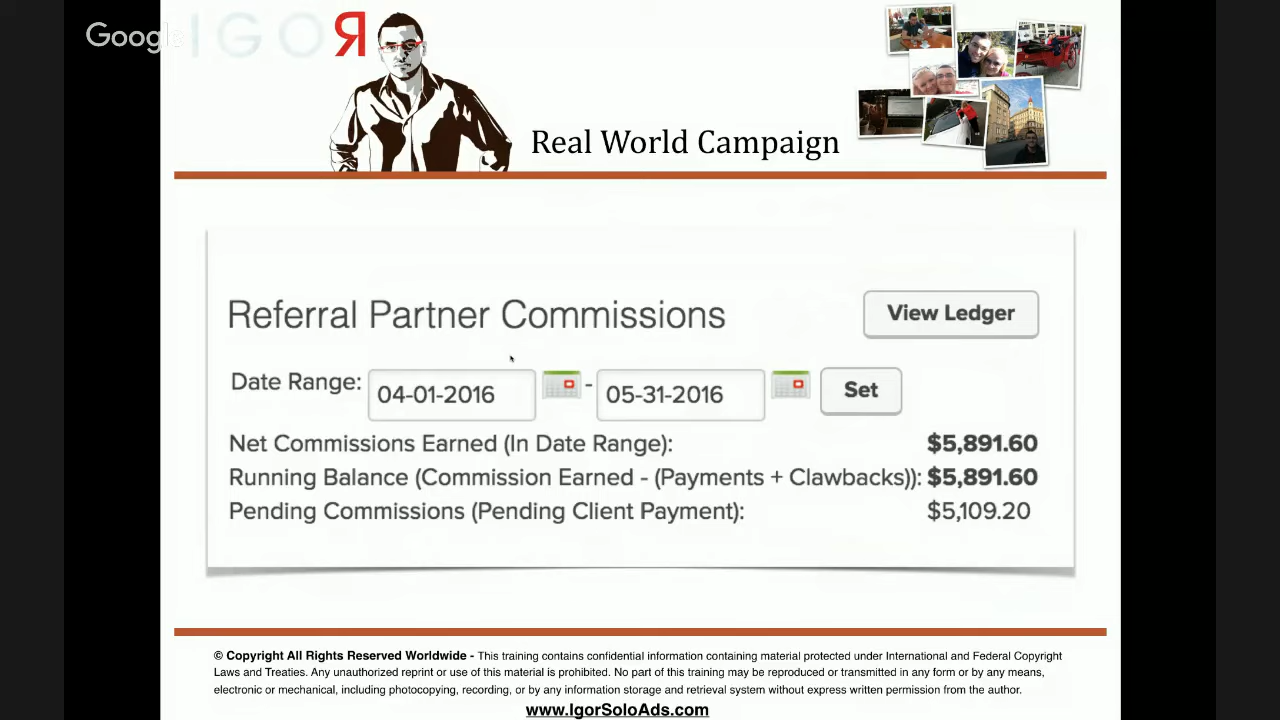 Google
IGOЯ
Real World Campaign
Referral Partner Commissions
View Ledger
Date Range:
04-01-2016
-
05-31-2016
Set
Net Commissions Earned (In Date Range):
$5,891.60
Running Balance (Commission Earned - (Payments + Clawbacks)):
$5,891.60
Pending Commissions (Pending Client Payment):
$5,109.20
© Copyright All Rights Reserved Worldwide - This training contains confidential information containing material protected under International and Federal Copyright
Laws and Treaties. Any unauthorized reprint or use of this material is prohibited. No part of this training may be reproduced or transmitted in any form or by any means,
electronic or mechanical, including photocopying, recording, or by any information storage and retrieval system without express written permission from the author.
www.IgorSoloAds.com